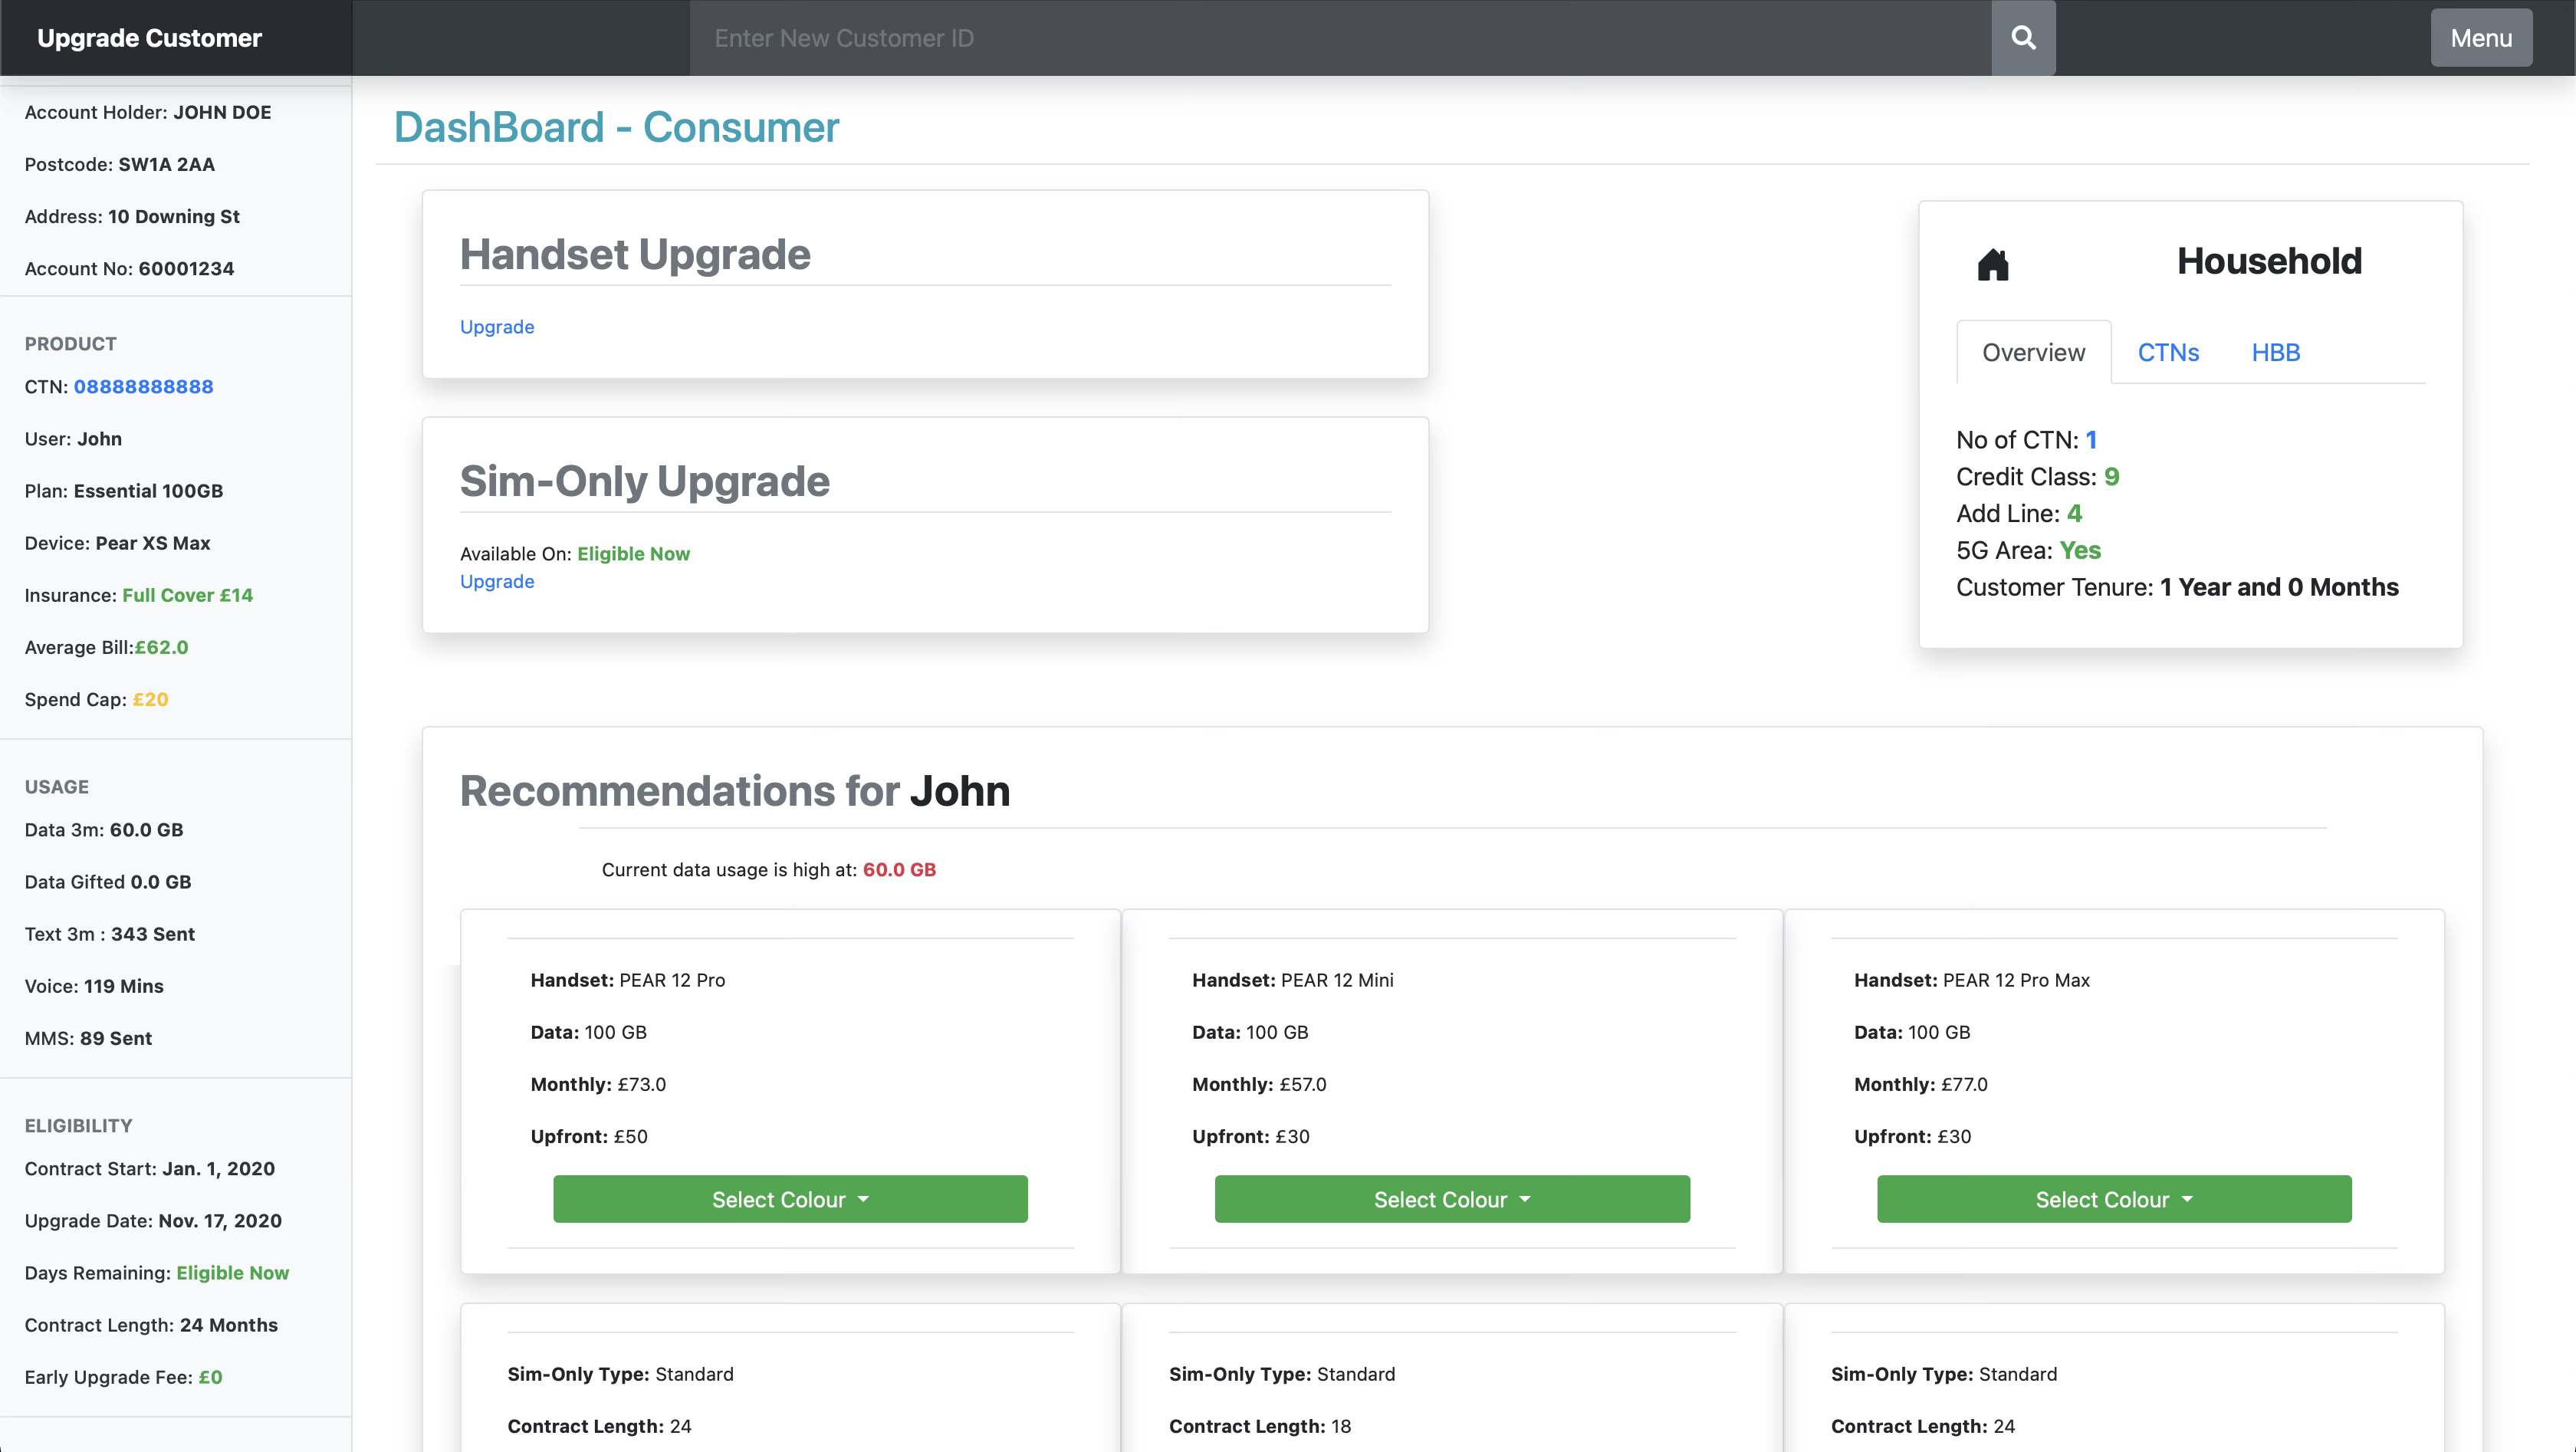 Upgrade Customer
Enter New Customer ID
Menu
Account Holder: JOHN DOE
Postcode: SW1A 2AA
Address: 10 Downing St
Account No: 60001234
PRODUCT
CTN: 08888888888
User: John
Plan: Essential 100GB
Device: Pear XS Max
Insurance: Full Cover £14
Average Bill:£62.0
Spend Cap: £20
USAGE
Data 3m: 60.0 GB
Data Gifted 0.0 GB
Text 3m : 343 Sent
Voice: 119 Mins
MMS: 89 Sent
ELIGIBILITY
Contract Start: Jan. 1, 2020
Upgrade Date: Nov. 17, 2020
Days Remaining: Eligible Now
Contract Length: 24 Months
Early Upgrade Fee: £0
DashBoard - Consumer
Handset Upgrade
Upgrade
Sim-Only Upgrade
Available On: Eligible Now
Upgrade
Household
Overview CTNs HBB
No of CTN: 1
Credit Class: 9
Add Line: 4
5G Area: Yes
Customer Tenure: 1 Year and 0 Months
Recommendations for John
Current data usage is high at: 60.0 GB
Handset: PEAR 12 Pro
Data: 100 GB
Monthly: £73.0
Upfront: £50
Select Colour
Handset: PEAR 12 Mini
Data: 100 GB
Monthly: £57.0
Upfront: £30
Select Colour
Handset: PEAR 12 Pro Max
Data: 100 GB
Monthly: £77.0
Upfront: £30
Select Colour
Sim-Only Type: Standard
Contract Length: 24
Sim-Only Type: Standard
Contract Length: 18
Sim-Only Type: Standard
Contract Length: 24